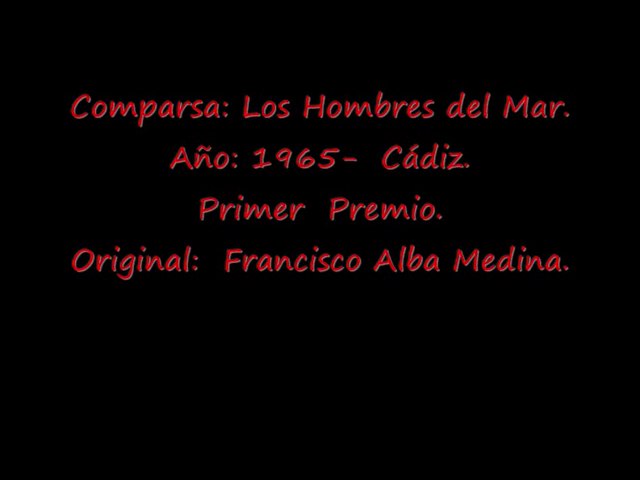 Comparsa: Los Hombres del Mar.
Año: 1965- Cádiz.
Primer Premio.
Original: Francisco Alba Medina.